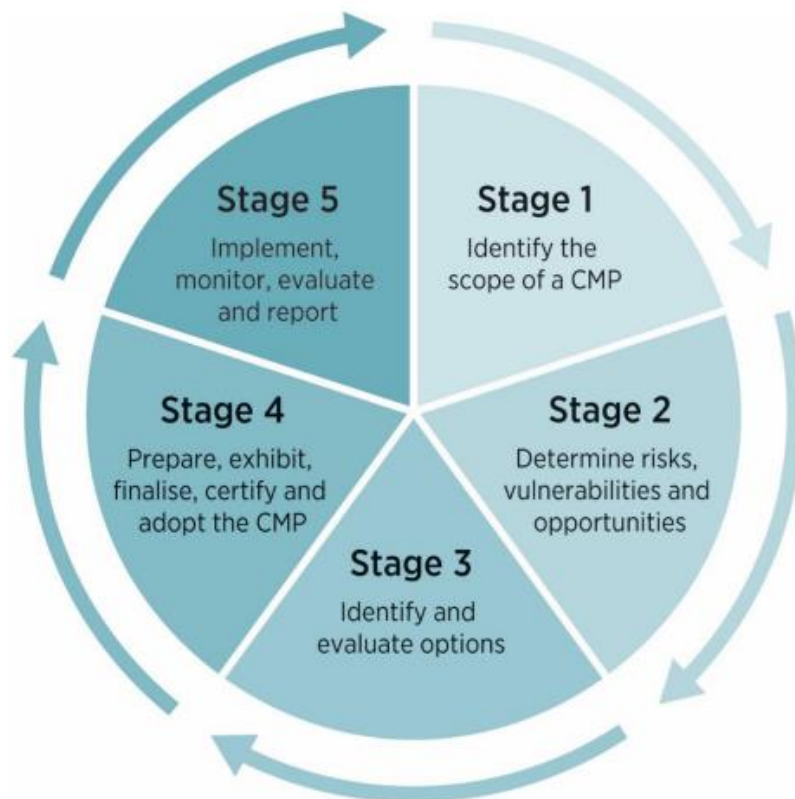 Stage 1
Identify the
scope of a CMP
Stage 2
Determine risks,
vulnerabilities and
opportunities
Stage 3
Identify and
evaluate options
Stage 4
Prepare, exhibit,
finalise, certify and
adopt the CMP
Stage 5
Implement,
monitor, evaluate
and report